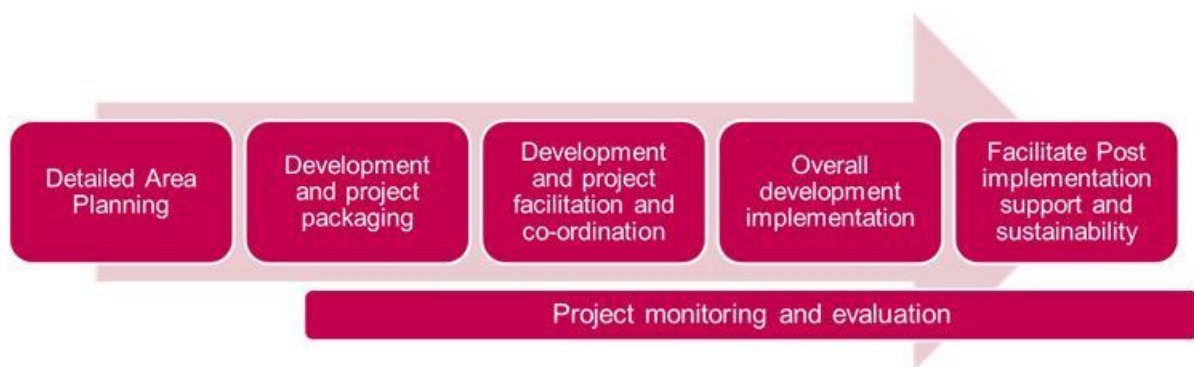 Detailed Area
Planning
Development
and project
packaging
Development
and project
facilitation and
co-ordination
Overall
development
implementation
Facilitate Post
implementation
support and
sustainability
Project monitoring and evaluation